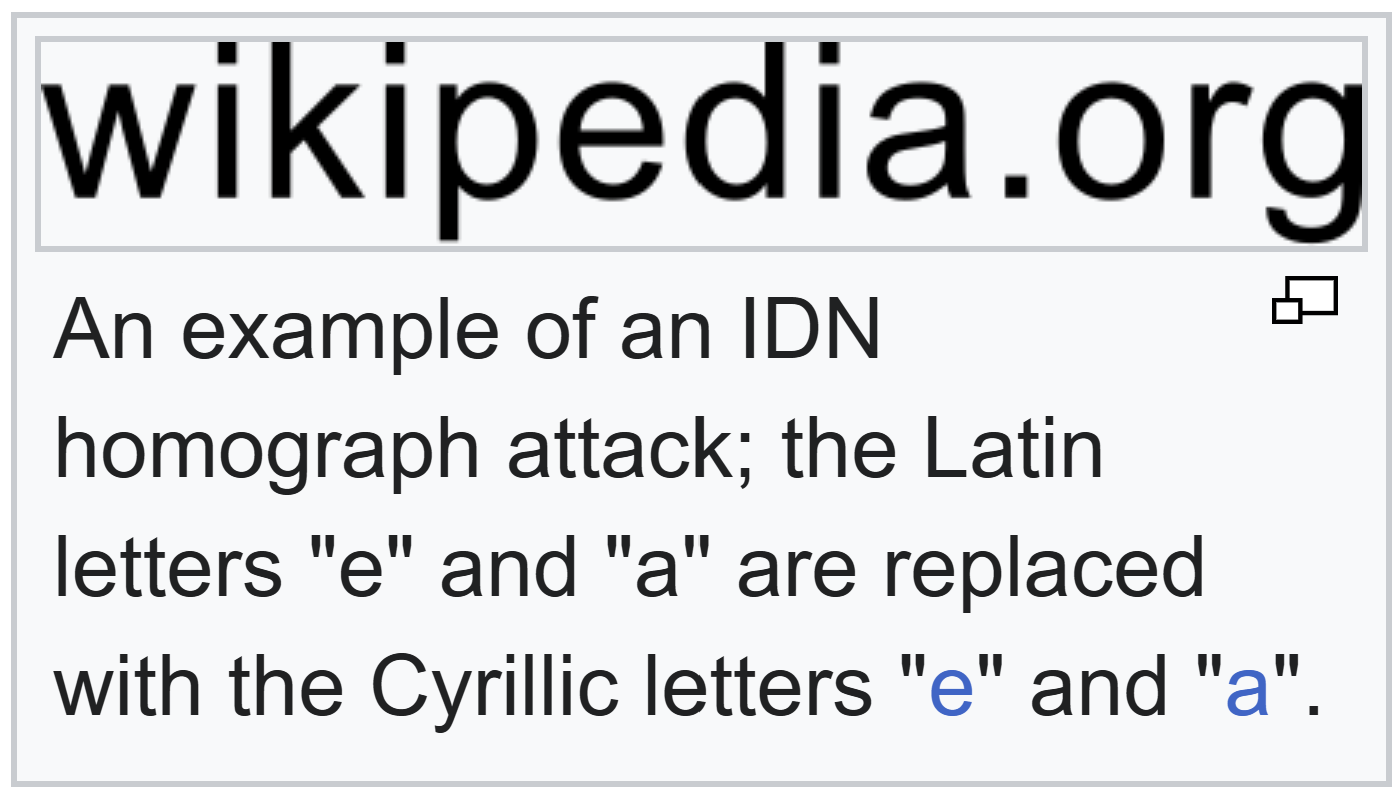 wikipеdiа.org
An example of an IDN
homograph attack; the Latin
letters "e" and "a" are replaced
with the Cyrillic letters "е" and "а".